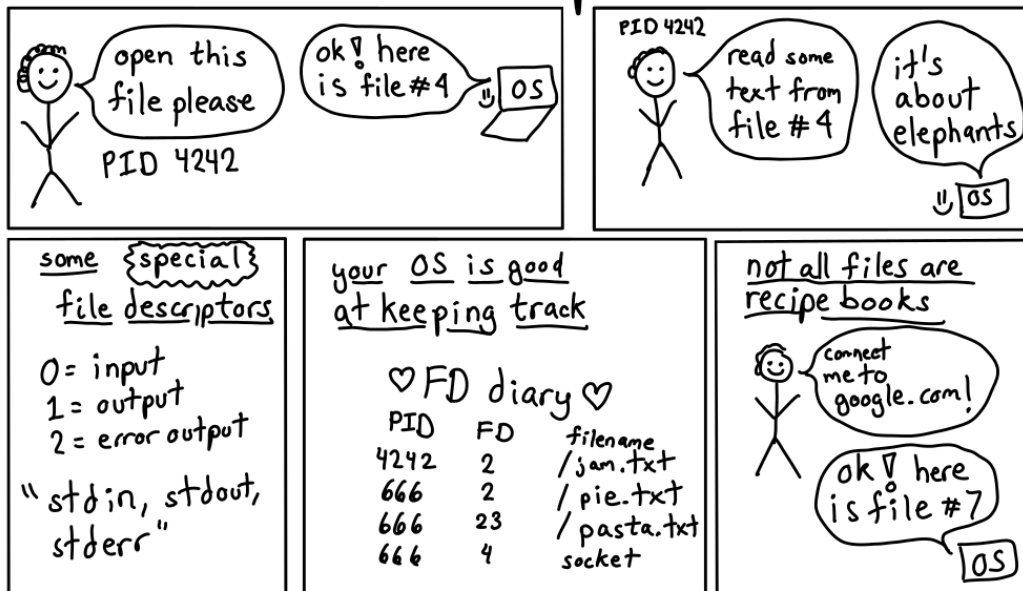 open this
file please
PID 4242
ok! here
is file #4
OS
PID 4242
read some
text from
file #4
it's
about
elephants
OS
some special
file descriptors
0 = input
1 = output
2 = error output
"stdin, stdout,
stderr"
your OS is good
at keeping track
♡ FD diary ♡
PID FD filename
4242 2 /jam.txt
666 2 /pie.txt
666 23 /pasta.txt
666 4 socket
not all files are
recipe books
connect
me to
google.com!
ok! here
is file #7
OS